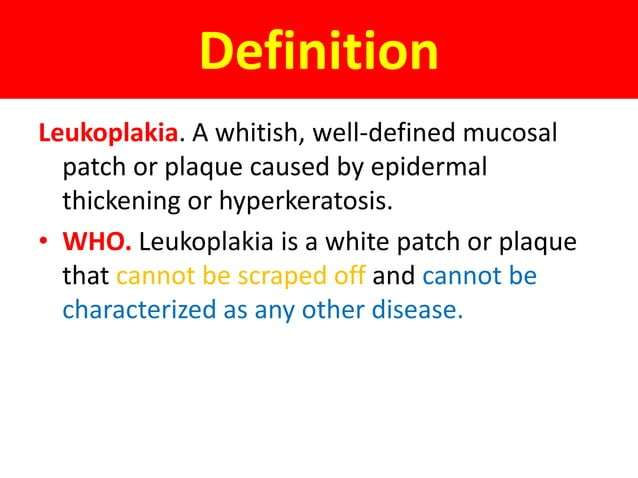 Definition
Leukoplakia. A whitish, well-defined mucosal
patch or plaque caused by epidermal
thickening or hyperkeratosis.
• WHO. Leukoplakia is a white patch or plaque
that cannot be scraped off and cannot be
characterized as any other disease.